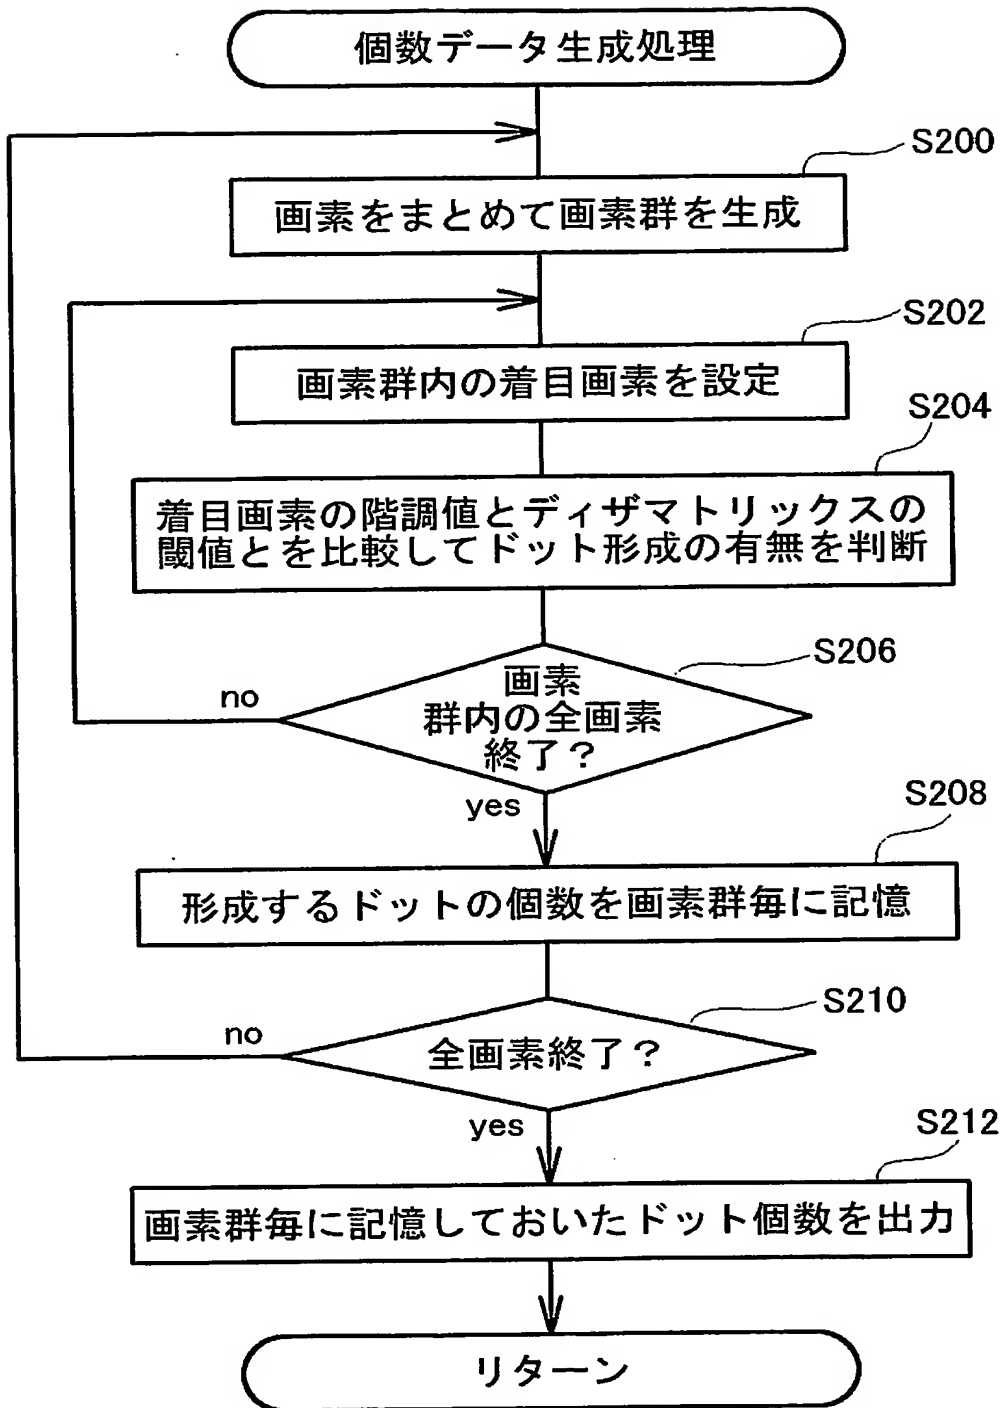 個数データ生成処理
S200
画素をまとめて画素群を生成
S202
画素群内の着目画素を設定
S204
着目画素の階調値とディザマトリックスの
閾値とを比較してドット形成の有無を判断
S206
画素
群内の全画素
終了？
no
yes
S208
形成するドットの個数を画素群毎に記憶
S210
全画素終了？
no
yes
S212
画素群毎に記憶しておいたドット個数を出力
リターン